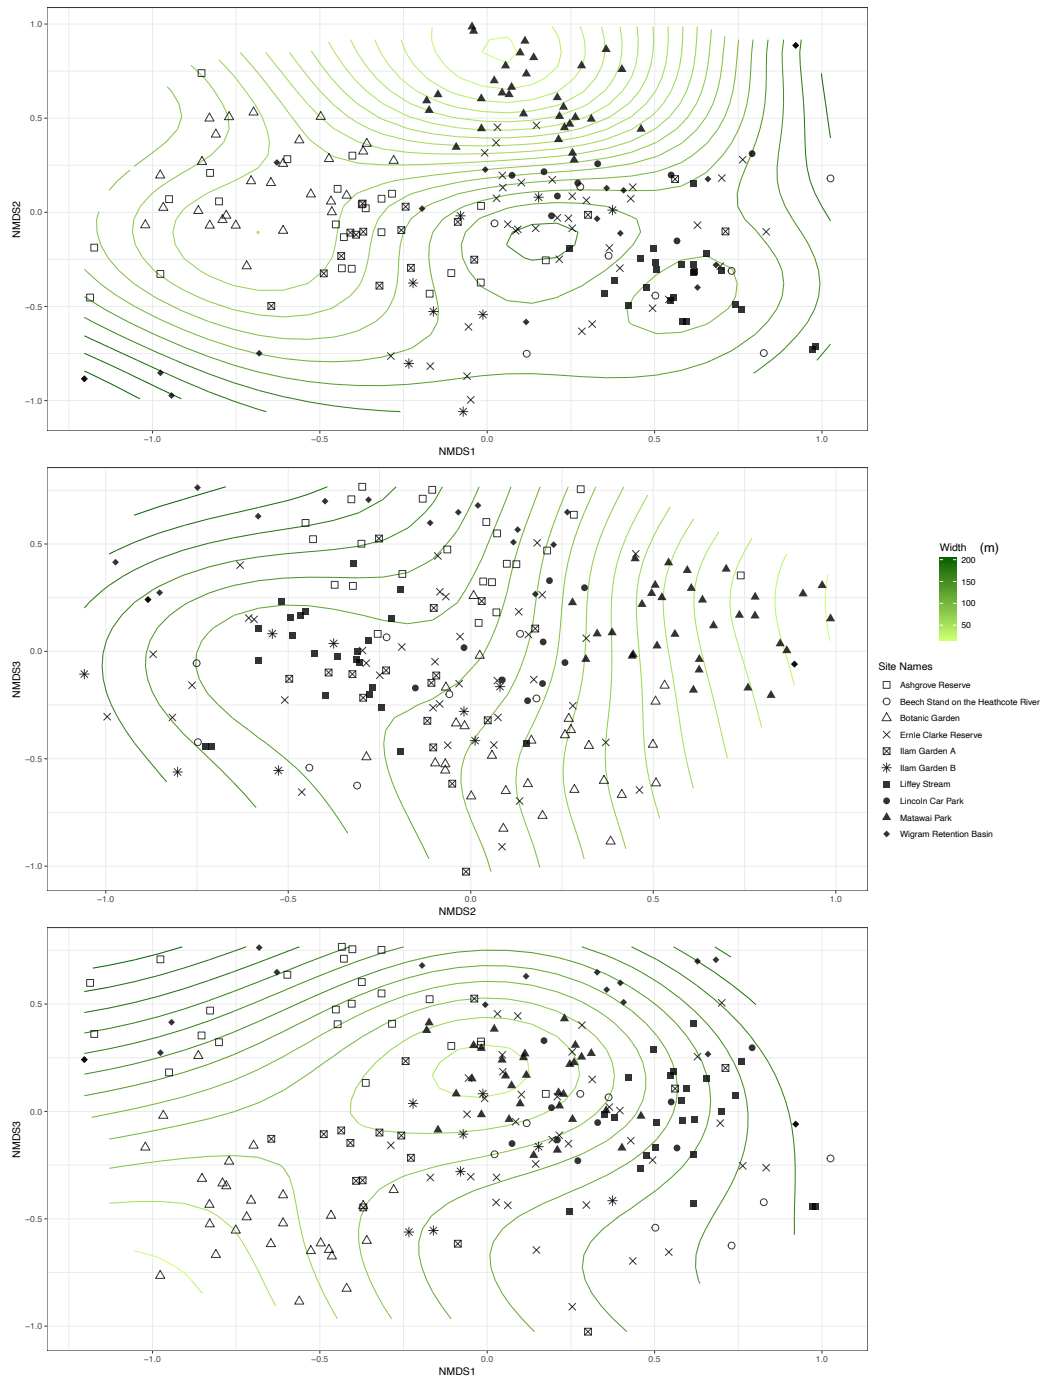 1.0
0.5
0.0
−0.5
−1.0
NMDS2
−1.0
−0.5
0.0
0.5
1.0
NMDS1
0.5
0.0
−0.5
−1.0
NMDS3
−1.0
−0.5
0.0
0.5
1.0
NMDS2
Width (m)
200
150
100
50
Site Names
Ashgrove Reserve
Beech Stand on the Heathcote River
Botanic Garden
Ernle Clarke Reserve
Ilam Garden A
Ilam Garden B
Liffey Stream
Lincoln Car Park
Matawai Park
Wigram Retention Basin
0.5
0.0
−0.5
−1.0
NMDS3
−1.0
−0.5
0.0
0.5
1.0
NMDS1